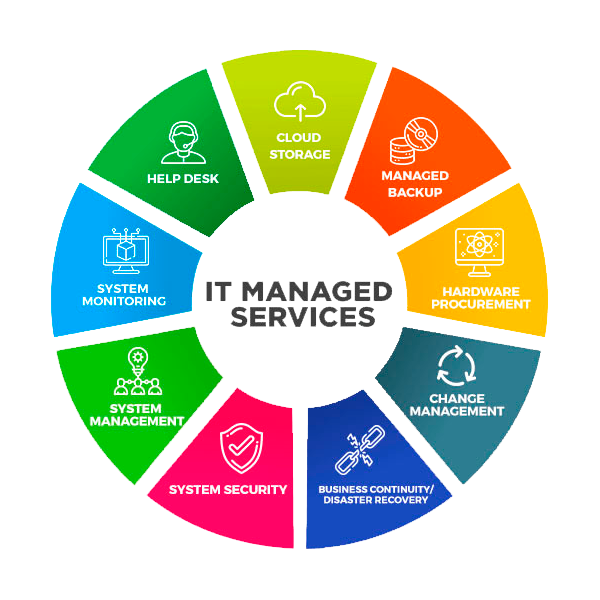 CLOUD
STORAGE
MANAGED
BACKUP
HARDWARE
PROCUREMENT
CHANGE
MANAGEMENT
BUSINESS CONTINUITY/
DISASTER RECOVERY
SYSTEM SECURITY
SYSTEM
MANAGEMENT
SYSTEM
MONITORING
HELP DESK
IT MANAGED
SERVICES